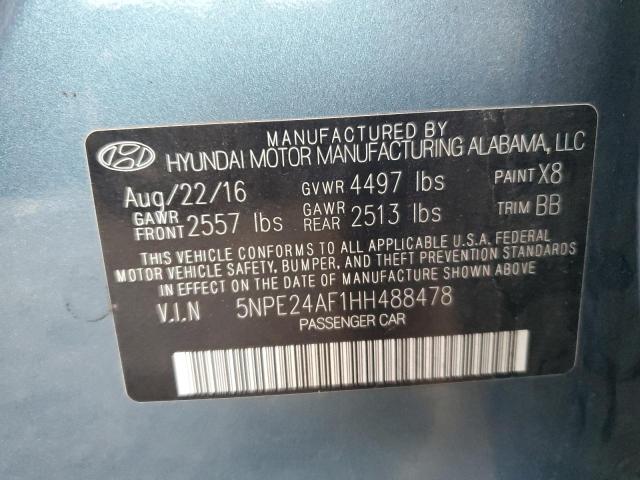 MANUFACTURED BY
HYUNDAI MOTOR MANUFACTURING ALABAMA, LLC
Aug/22/16 GVWR 4497 lbs PAINT X8
GAWR FRONT 2557 lbs GAWR REAR 2513 lbs TRIM BB
THIS VEHICLE CONFORMS TO ALL APPLICABLE U.S.A. FEDERAL
MOTOR VEHICLE SAFETY, BUMPER, AND THEFT PREVENTION STANDARDS
IN EFFECT ON THE DATE OF MANUFACTURE SHOWN ABOVE.
V.I.N 5NPE24AF1HH488478
PASSENGER CAR